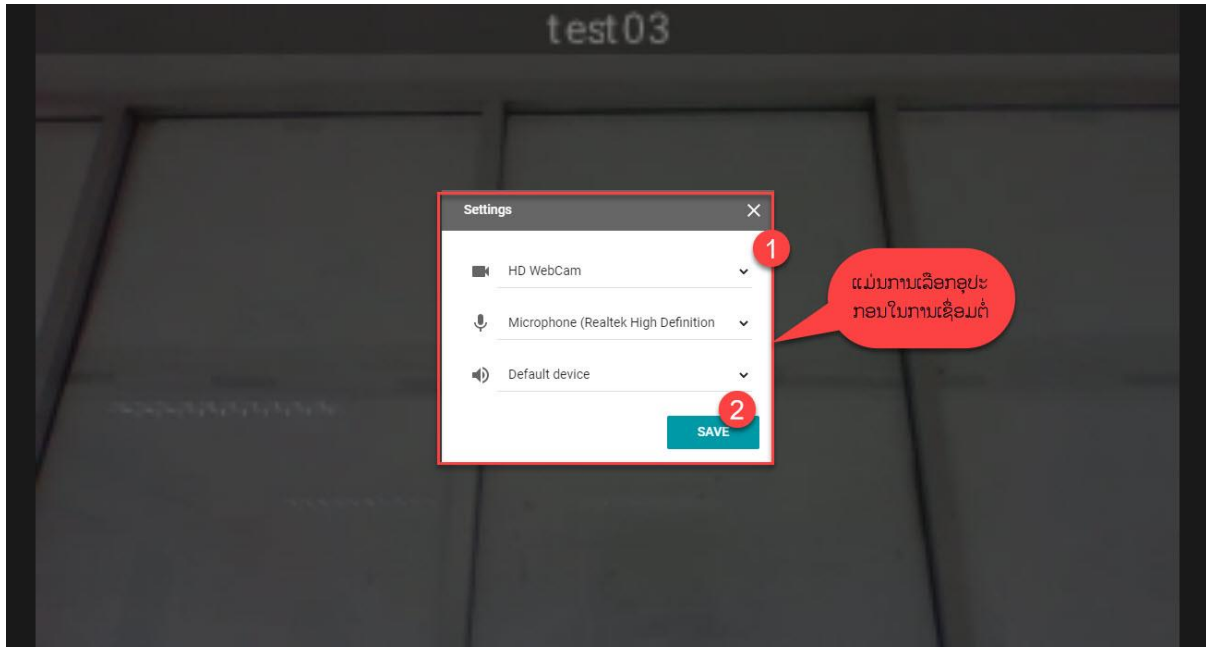 test03
Settings
1
HD WebCam
ແມ່ນການເລືອກອຸປະ
ກອນໃນການເຊື່ອມຕໍ່
Microphone (Realtek High Definition
Default device
2
SAVE